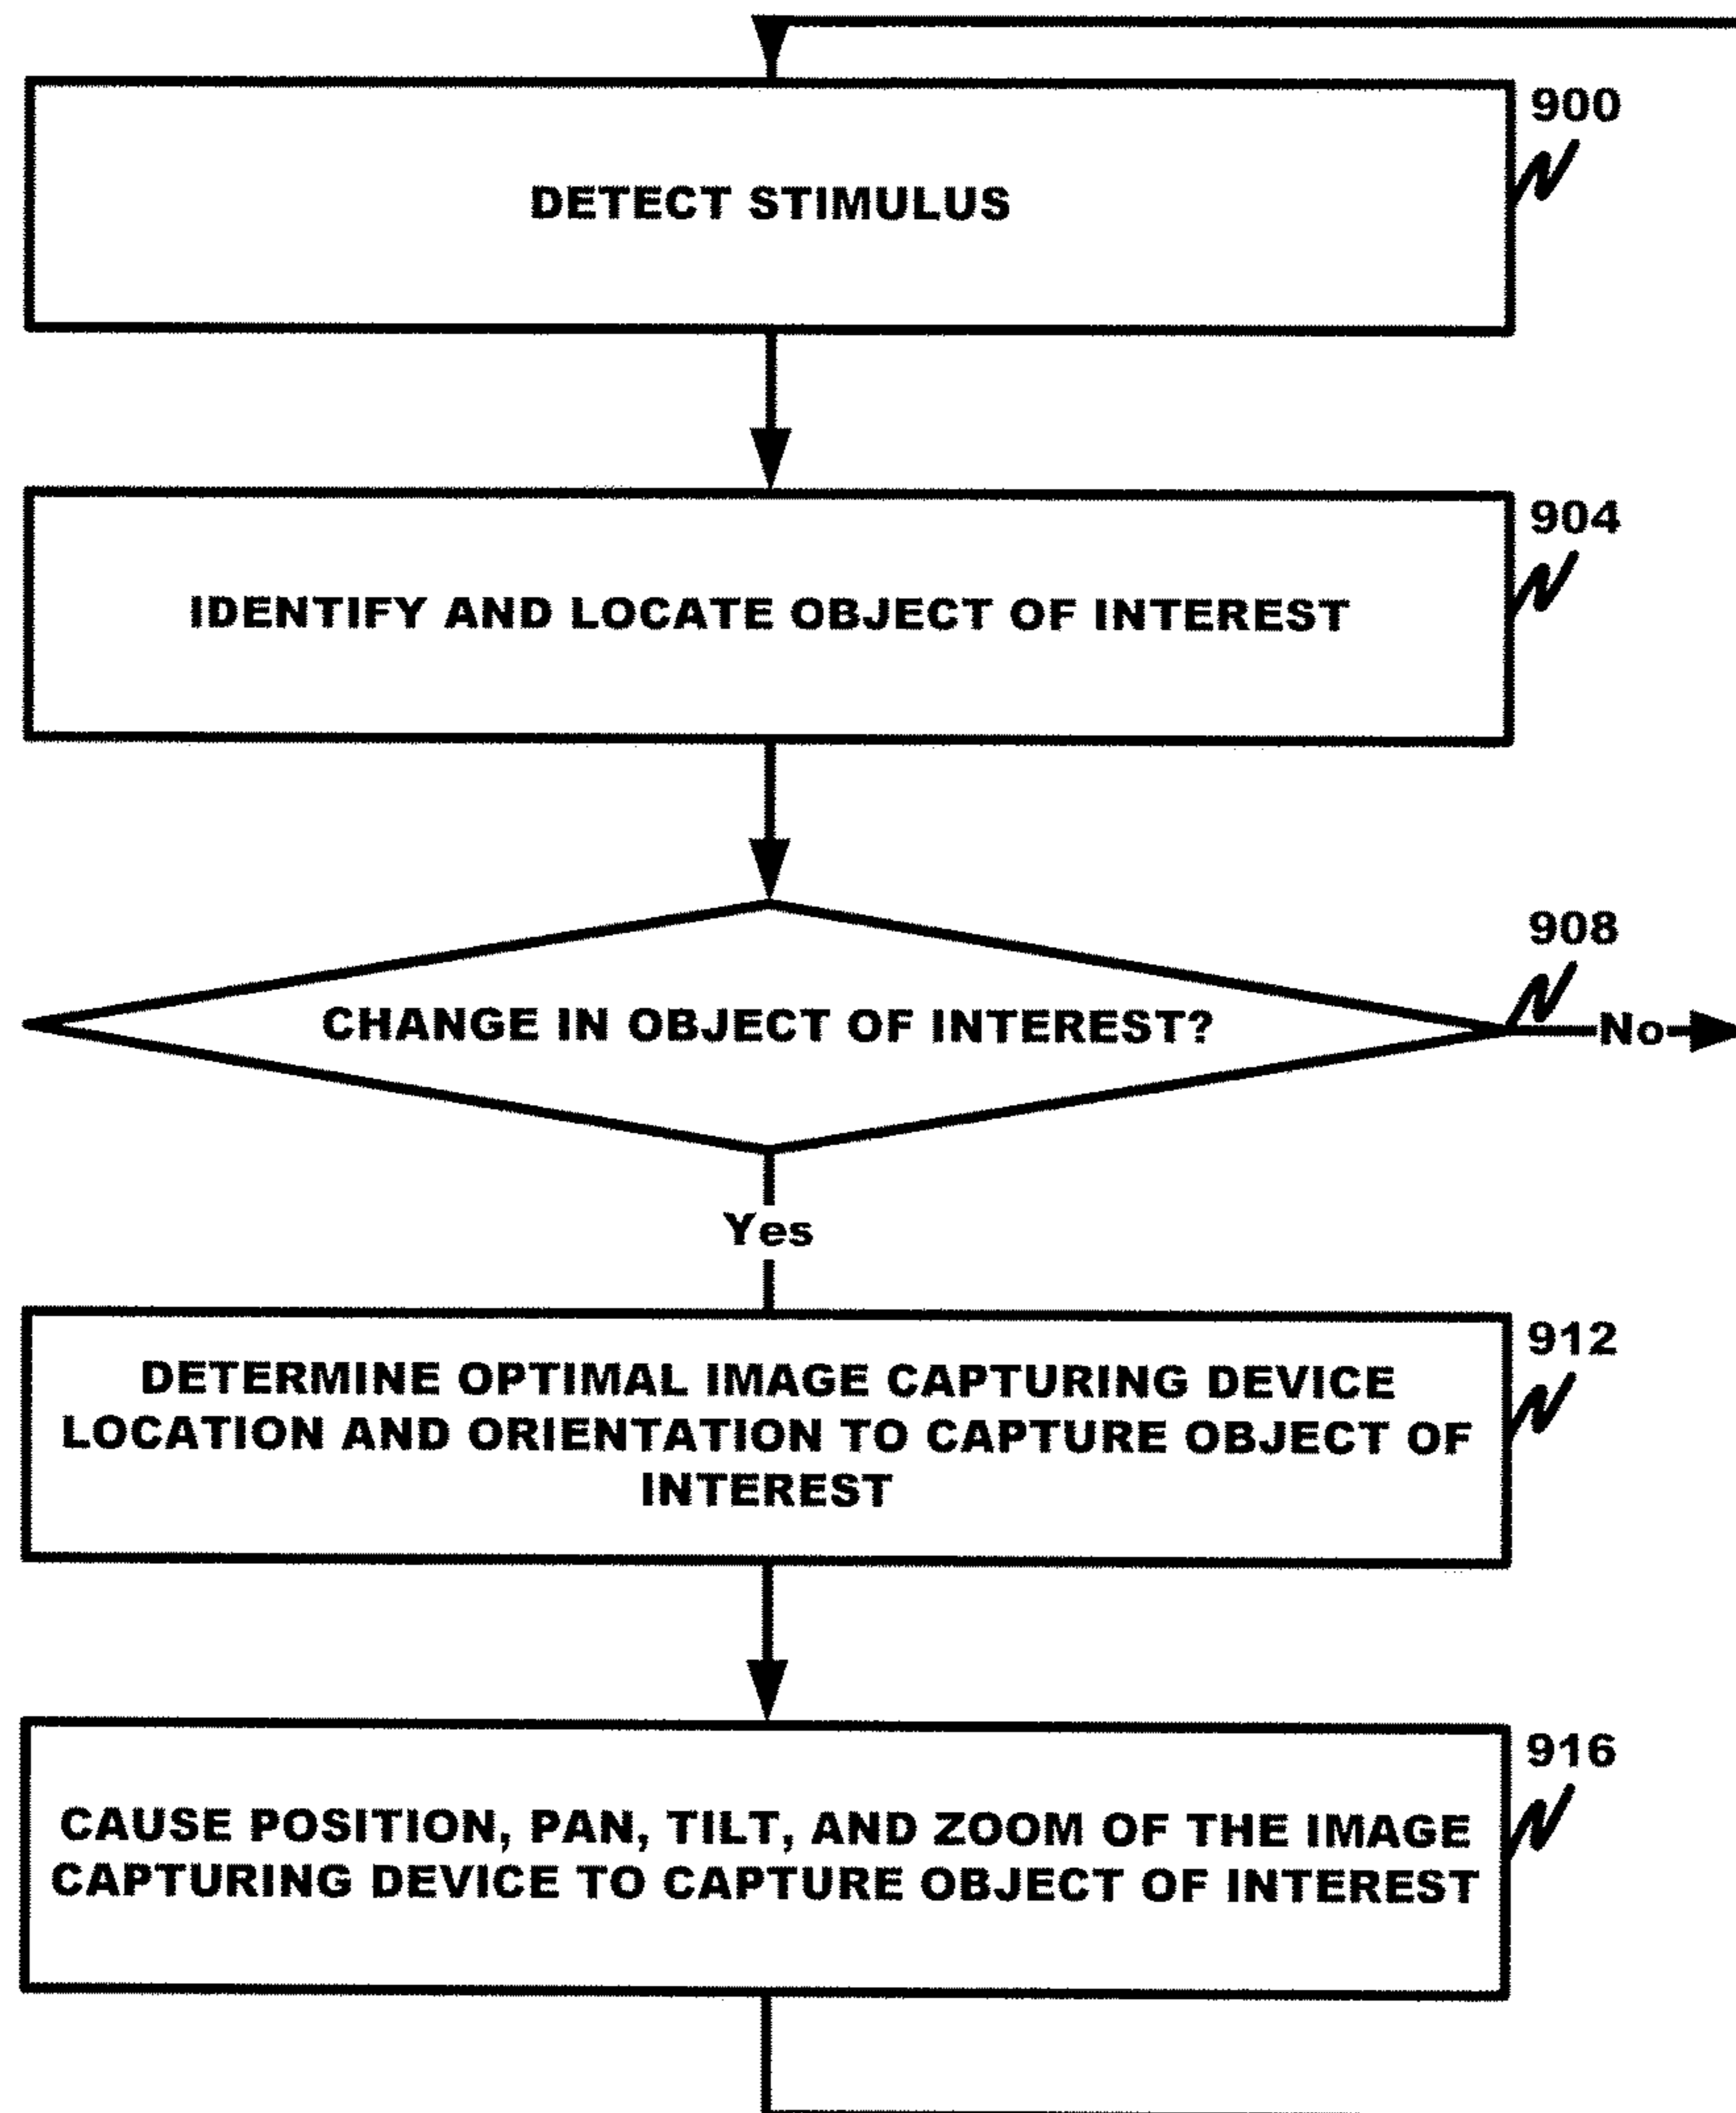 900
DETECT STIMULUS
904
IDENTIFY AND LOCATE OBJECT OF INTEREST
908
CHANGE IN OBJECT OF INTEREST?
No
Yes
912
DETERMINE OPTIMAL IMAGE CAPTURING DEVICE
LOCATION AND ORIENTATION TO CAPTURE OBJECT OF
INTEREST
916
CAUSE POSITION, PAN, TILT, AND ZOOM OF THE IMAGE
CAPTURING DEVICE TO CAPTURE OBJECT OF INTEREST